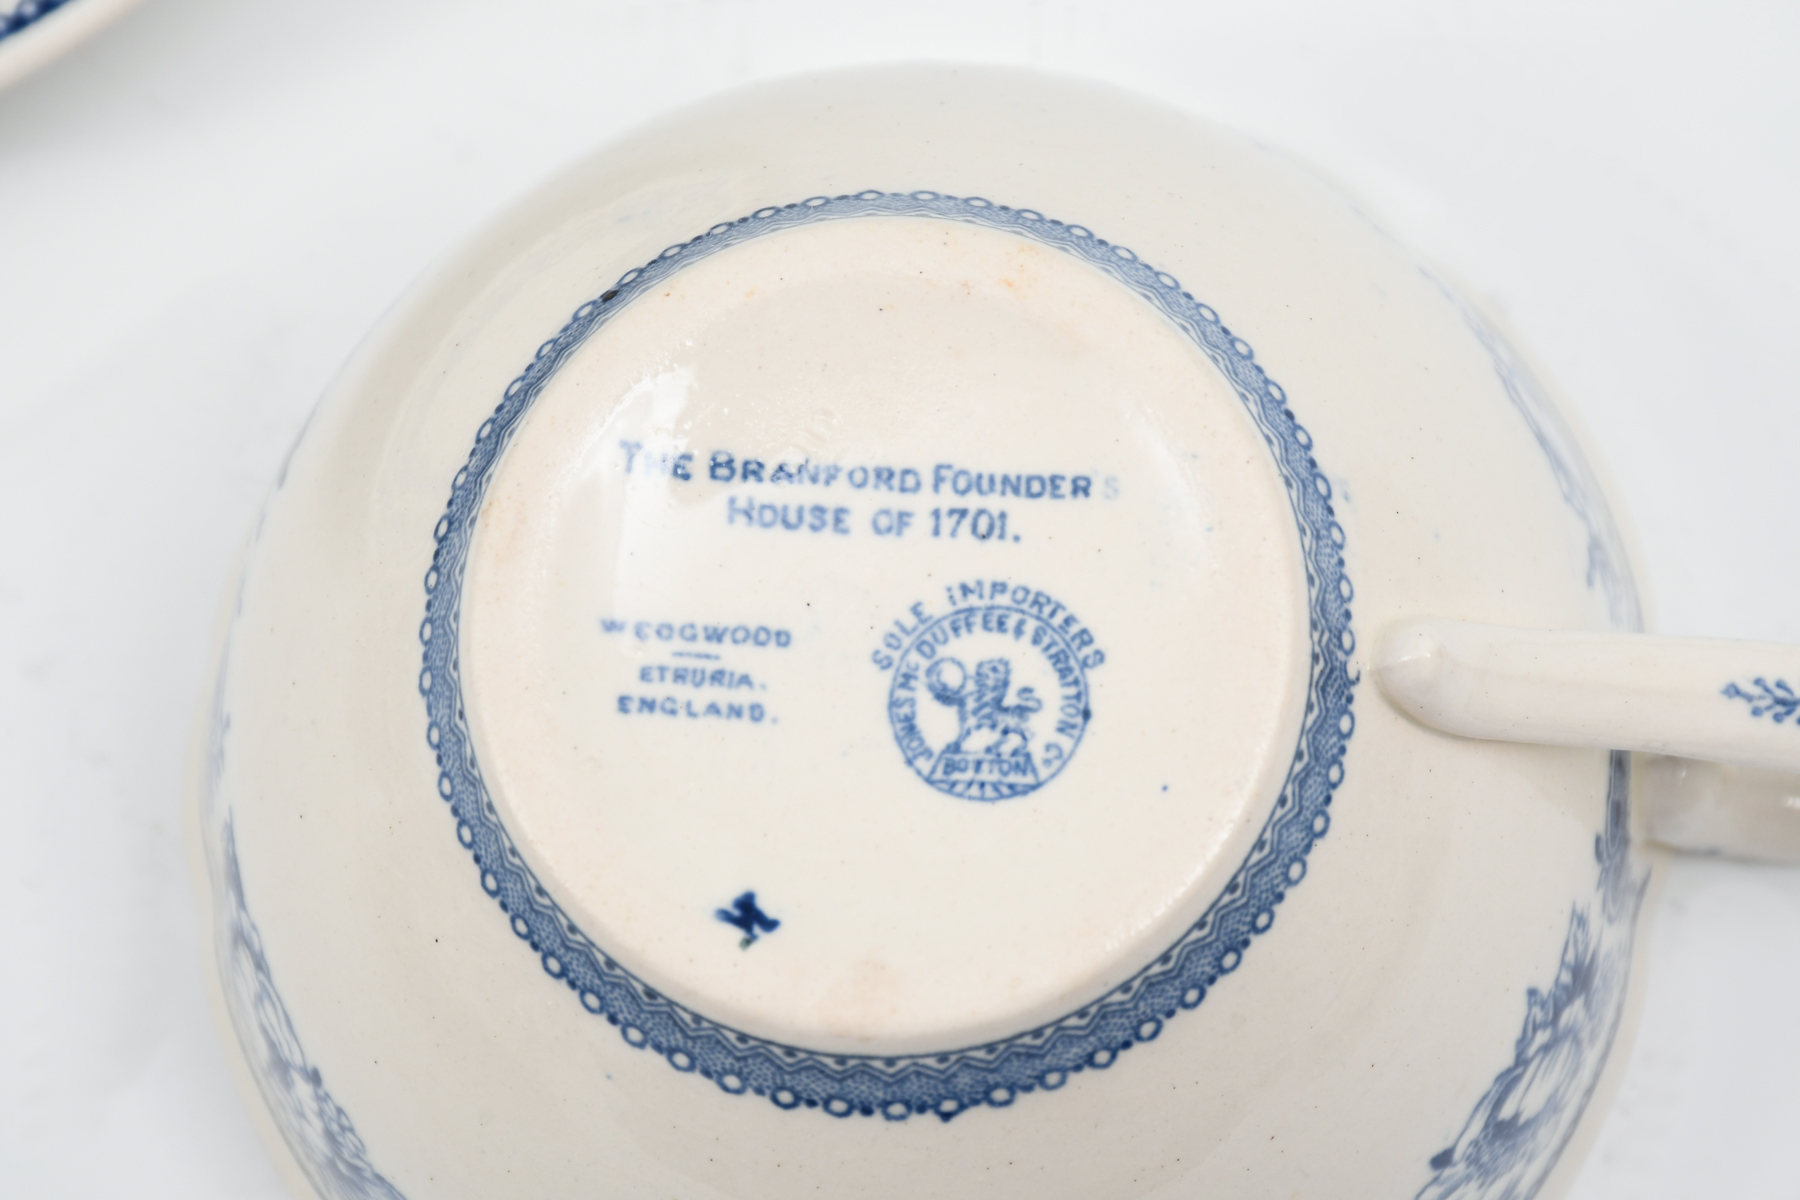 THE BRANFORD FOUNDER'S
HOUSE OF 1701.
WEDGWOOD
ETRURIA.
ENGLAND.
SOLE IMPORTERS
JONES MCDUFFEE & STRATTON Co.
BOSTON